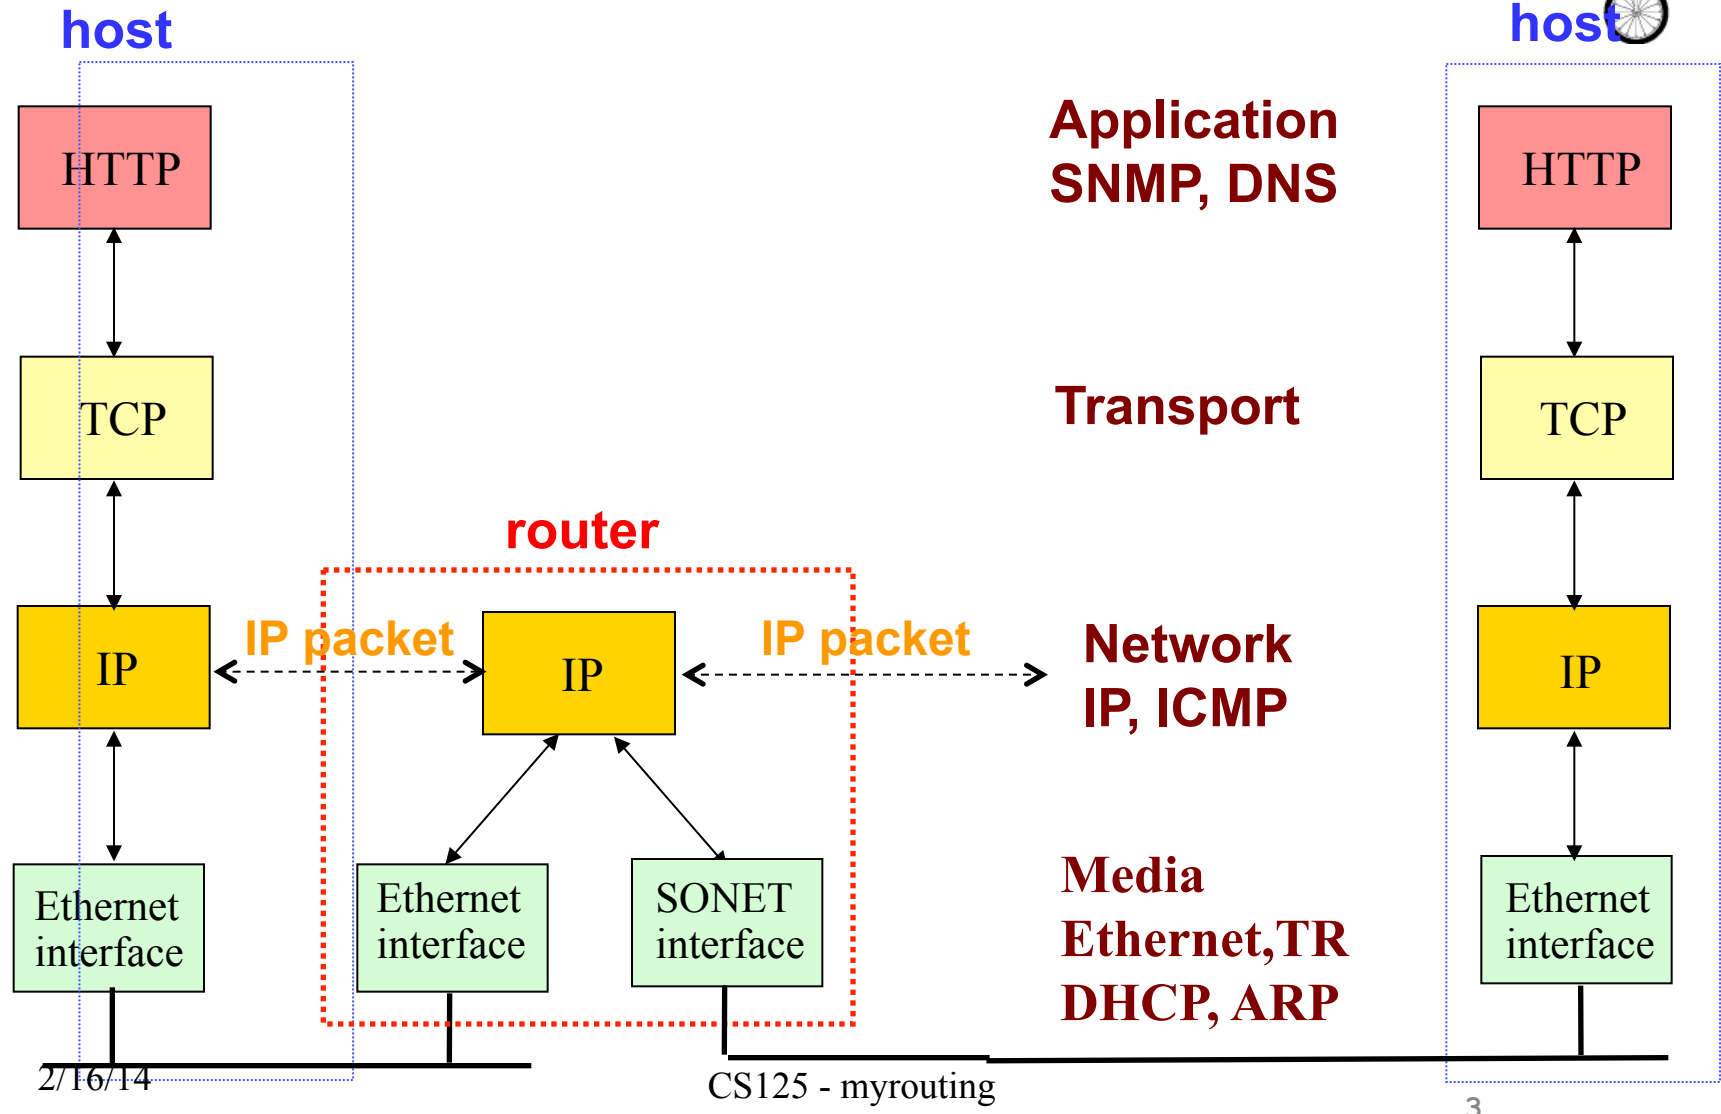 host
host
HTTP
Application
SNMP, DNS
HTTP
TCP
Transport
TCP
router
IP
IP packet
IP
IP packet
Network
IP, ICMP
IP
Ethernet
interface
Ethernet
interface
SONET
interface
Media
Ethernet,TR
DHCP, ARP
Ethernet
interface
2/16/14
CS125 - myrouting
3